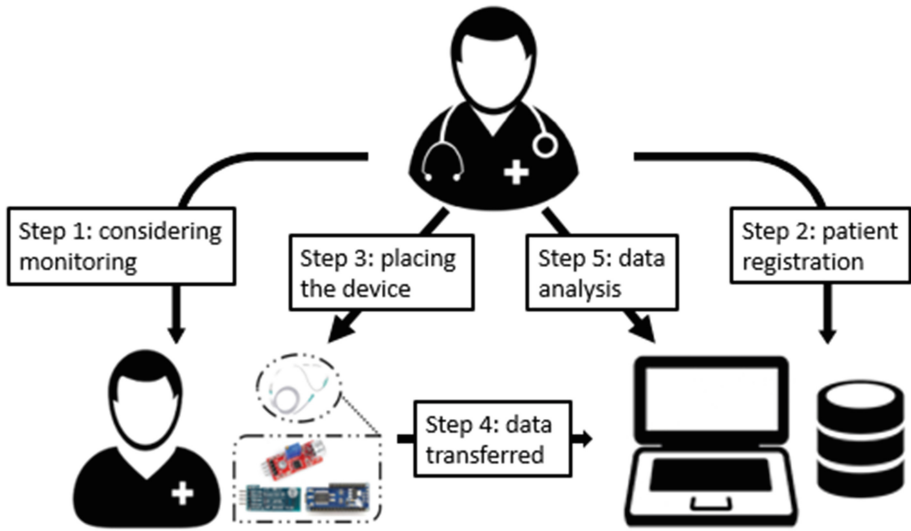 Step 1: considering
monitoring
Step 3: placing
the device
Step 5: data
analysis
Step 2: patient
registration
Step 4: data
transferred